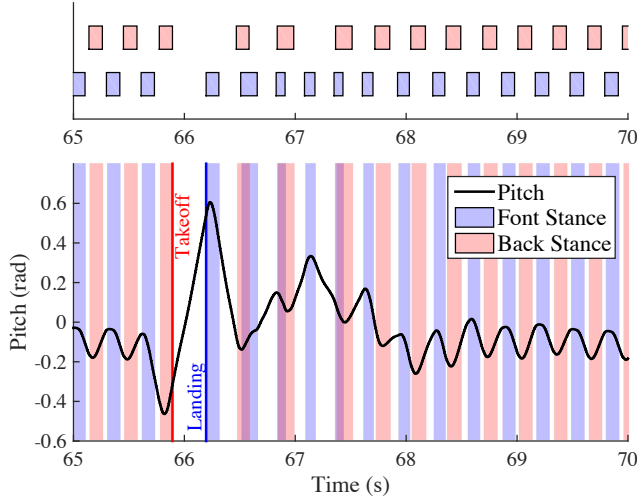 65 66 67 68 69 70
Pitch (rad)
0.6
0.4
0.2
0
-0.2
-0.4
-0.6
Takeoff
Landing
Pitch
Font Stance
Back Stance
65 66 67 68 69 70
Time (s)